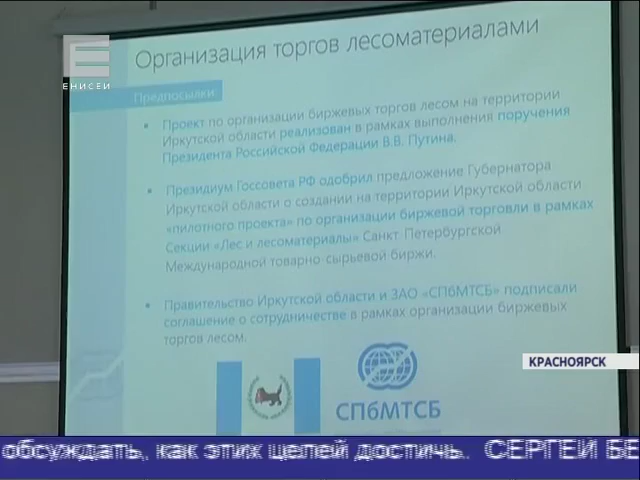 ЕНИСЕЙ
Организация торгов лесоматериалами
Предпосылки
Проект по организации биржевых торгов лесом на территории
Иркутской области реализован в рамках выполнения поручения
Президента Российской Федерации В.В. Путина.
Президиум Госсовета РФ одобрил предложение Губернатора
Иркутской области о создании на территории Иркутской области
«пилотного проекта» по организации биржевой торговли в рамках
Секции «Лес и лесоматериалы» Санкт-Петербургской
Международной товарно-сырьевой биржи.
Правительство Иркутской области и ЗАО «СПбМТСБ» подписали
соглашение о сотрудничестве в рамках организации биржевых
торгов лесом.
КРАСНОЯРСК
СПбМТСБ
обсуждать, как этих целей достичь. СЕРГЕЙ БЕ